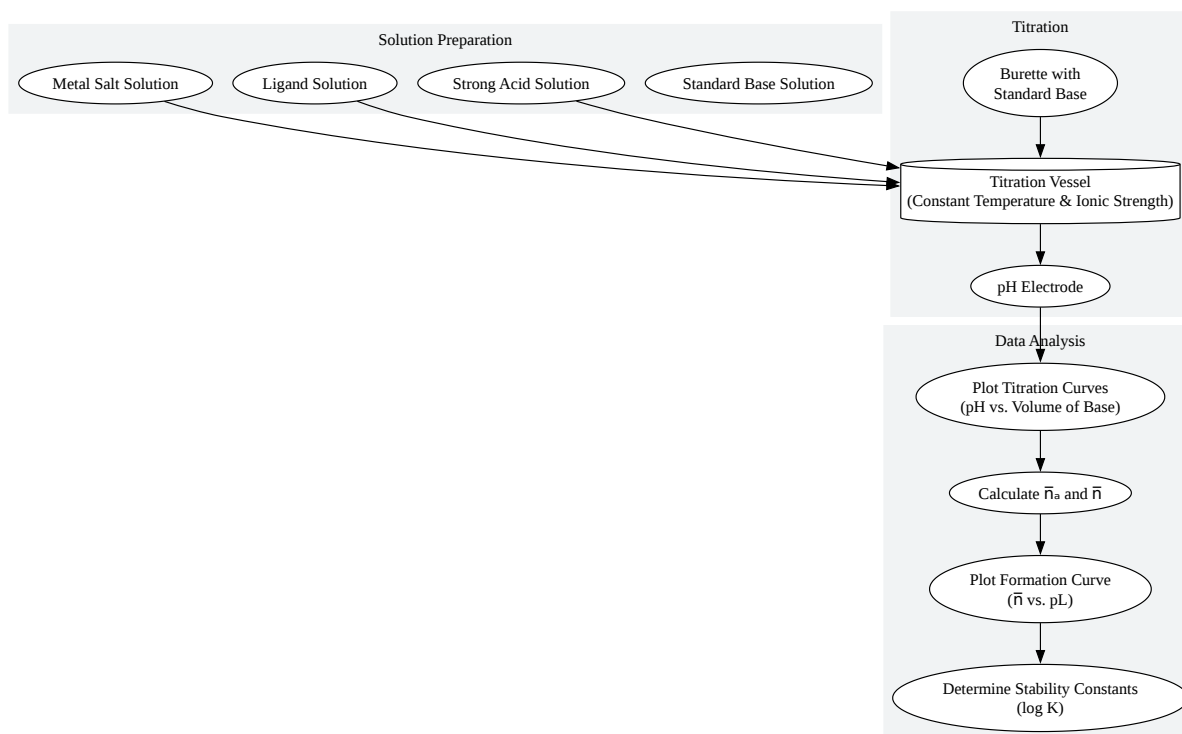 Solution Preparation
Metal Salt Solution
Ligand Solution
Strong Acid Solution
Standard Base Solution
Titration
Burette with
Standard Base
Titration Vessel
(Constant Temperature & Ionic Strength)
pH Electrode
Data Analysis
Plot Titration Curves
(pH vs. Volume of Base)
Calculate n̅ₐ and n̅
Plot Formation Curve
(n̅ vs. pL)
Determine Stability Constants
(log K)